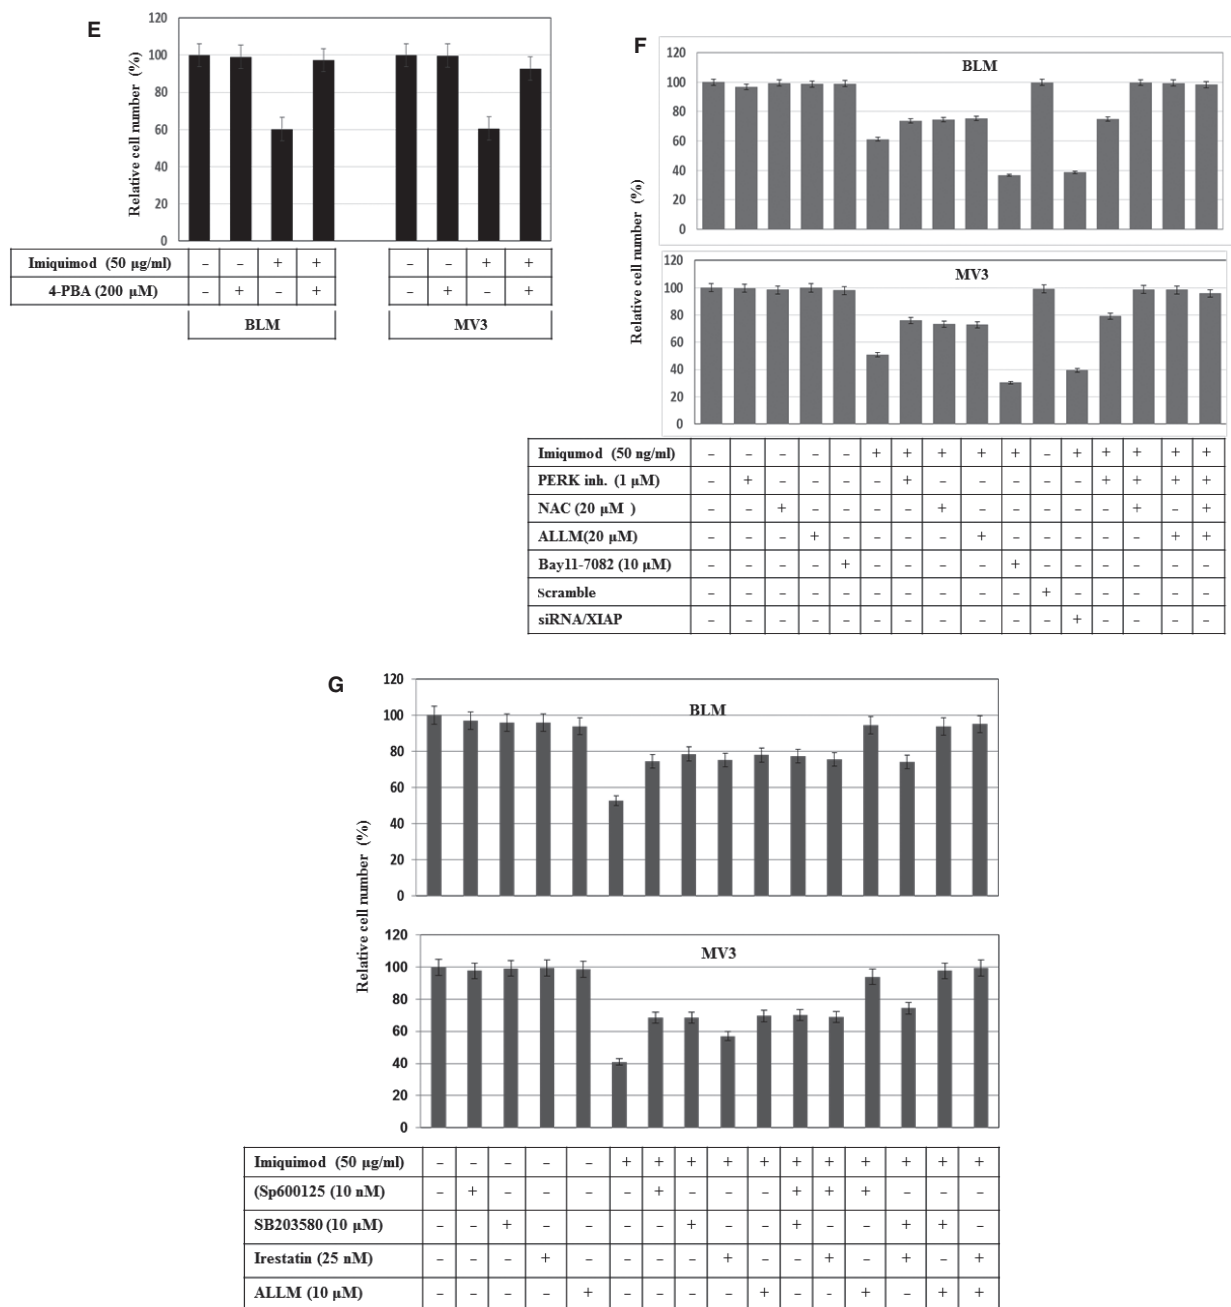 E
120
100
80
60
40
20
0
Relative cell number (%)
Imiquimod (50 µg/ml) – – + + – – + +
4-PBA (200 µM) – + – + – + – +
BLM MV3
F
120
100
80
60
40
20
0
BLM
Relative cell number (%)
120
100
80
60
40
20
0
MV3
Imiqumod (50 ng/ml) – – – – – + + + + + – + + + + +
PERK inh. (1 µM) – + – – – – + – – – – – + + + +
NAC (20 µM ) – – + – – – – + – – – – – + – +
ALLM(20 µM) – – – + – – – – + – – – – – + +
Bay11-7082 (10 µM) – – – – + – – – – + – – – – – –
Scramble – – – – – – – – – – + – – – – –
siRNA/XIAP – – – – – – – – – – – + – – – –
G
120
100
80
60
40
20
0
BLM
Relative cell number (%)
120
100
80
60
40
20
0
MV3
Imiquimod (50 µg/ml) – – – – – + + + + + + + + + + +
(Sp600125 (10 nM) – + – – – – + – – – + + + – – –
SB203580 (10 µM) – – + – – – – + – – + – – + + –
Irestatin (25 nM) – – – + – – – – + – – + – + – +
ALLM (10 µM) – – – – + – – – – + – - + – + +